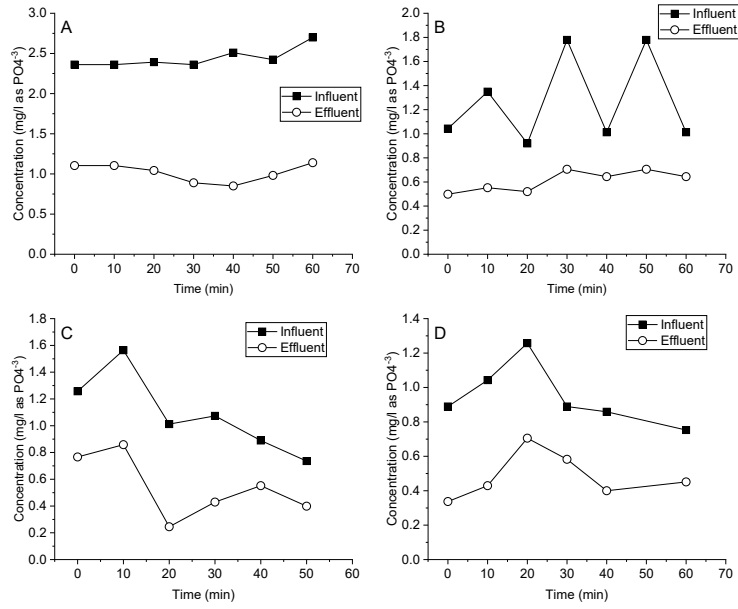 A
Influent
Effluent
Concentration (mg/l as PO4-3)
3.0
2.5
2.0
1.5
1.0
0.5
0.0
0 10 20 30 40 50 60 70
Time (min)
B
Influent
Effluent
Concentration (mg/l as PO4-3)
2.0
1.8
1.6
1.4
1.2
1.0
0.8
0.6
0.4
0.2
0.0
0 10 20 30 40 50 60 70
Time (min)
C
Influent
Effluent
Concentration (mg/l as PO4-3)
1.8
1.6
1.4
1.2
1.0
0.8
0.6
0.4
0.2
0.0
0 10 20 30 40 50 60
Time (min)
D
Influent
Effluent
Concentration (mg/l as PO4-3)
1.4
1.2
1.0
0.8
0.6
0.4
0.2
0.0
0 10 20 30 40 50 60 70
Time (min)